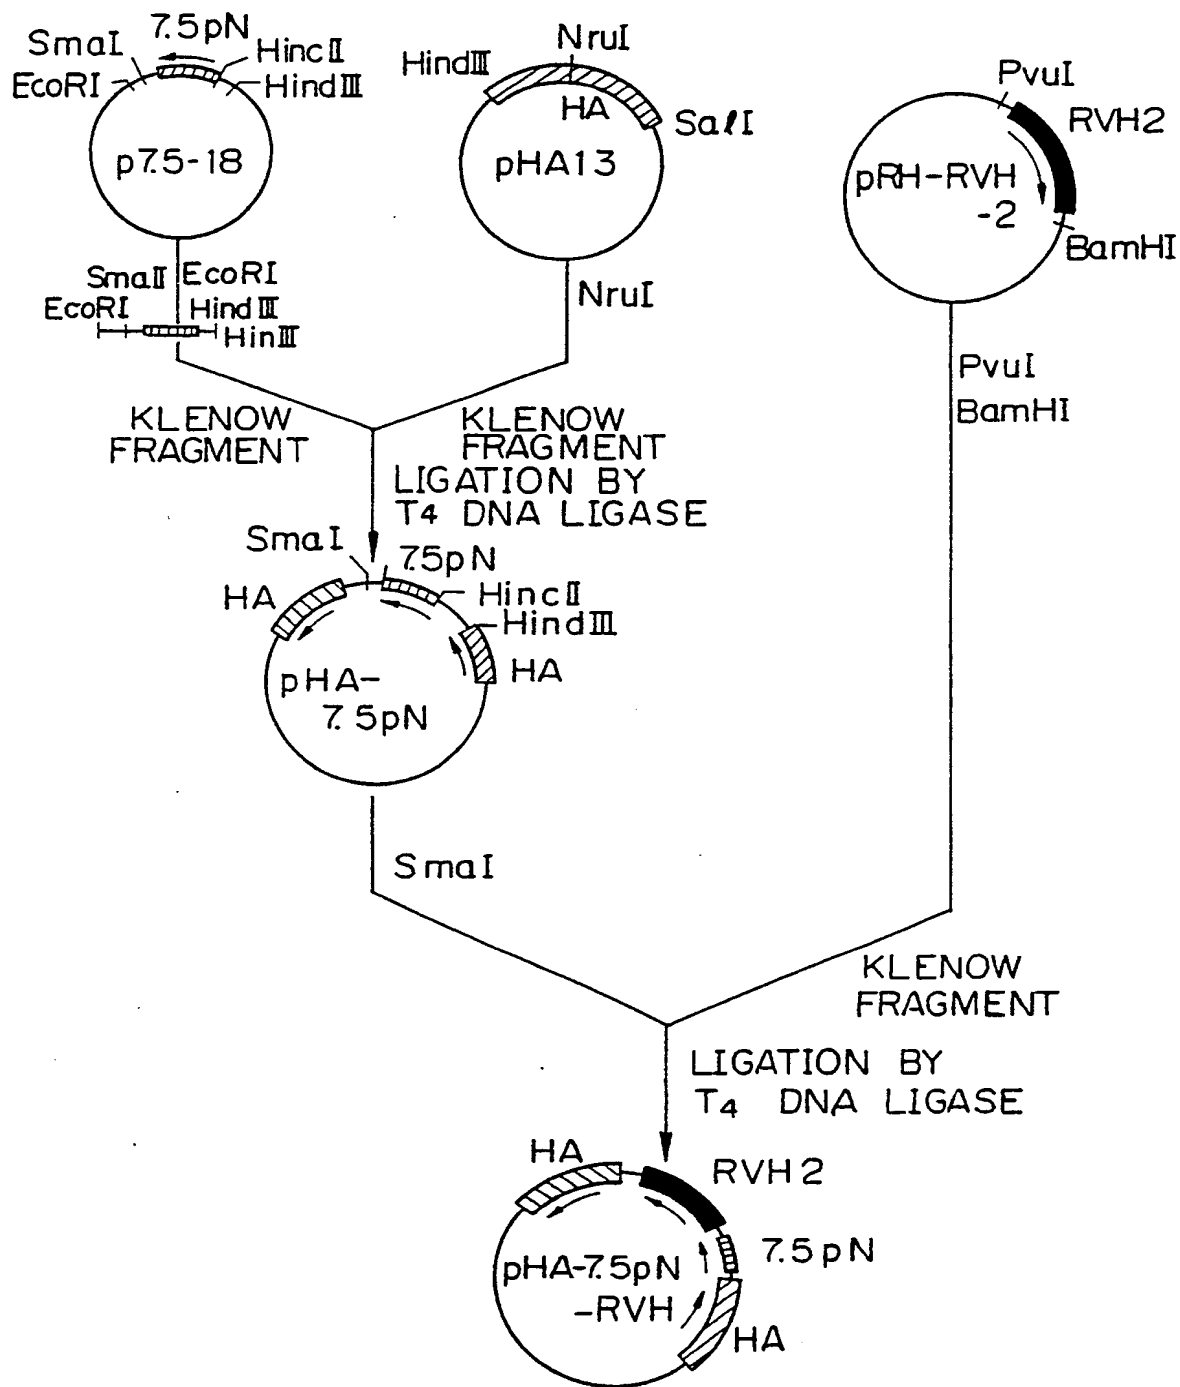 7.5pN
SmaI
HincII
EcoRI
HindIII
p7.5-18
NruI
HindIII
HA
SalI
pHA13
PvuI
RVH2
pRH-RVH
-2
BamHI
SmaII EcoRI
EcoRI HindIII
HinIII
NruI
PvuI
BamHI
KLENOW
FRAGMENT
KLENOW
FRAGMENT
LIGATION BY
T4 DNA LIGASE
SmaI
7.5pN
HA
HincII
HindIII
HA
pHA-
7.5pN
SmaI
KLENOW
FRAGMENT
LIGATION BY
T4 DNA LIGASE
HA
RVH2
7.5pN
pHA-7.5pN
-RVH
HA